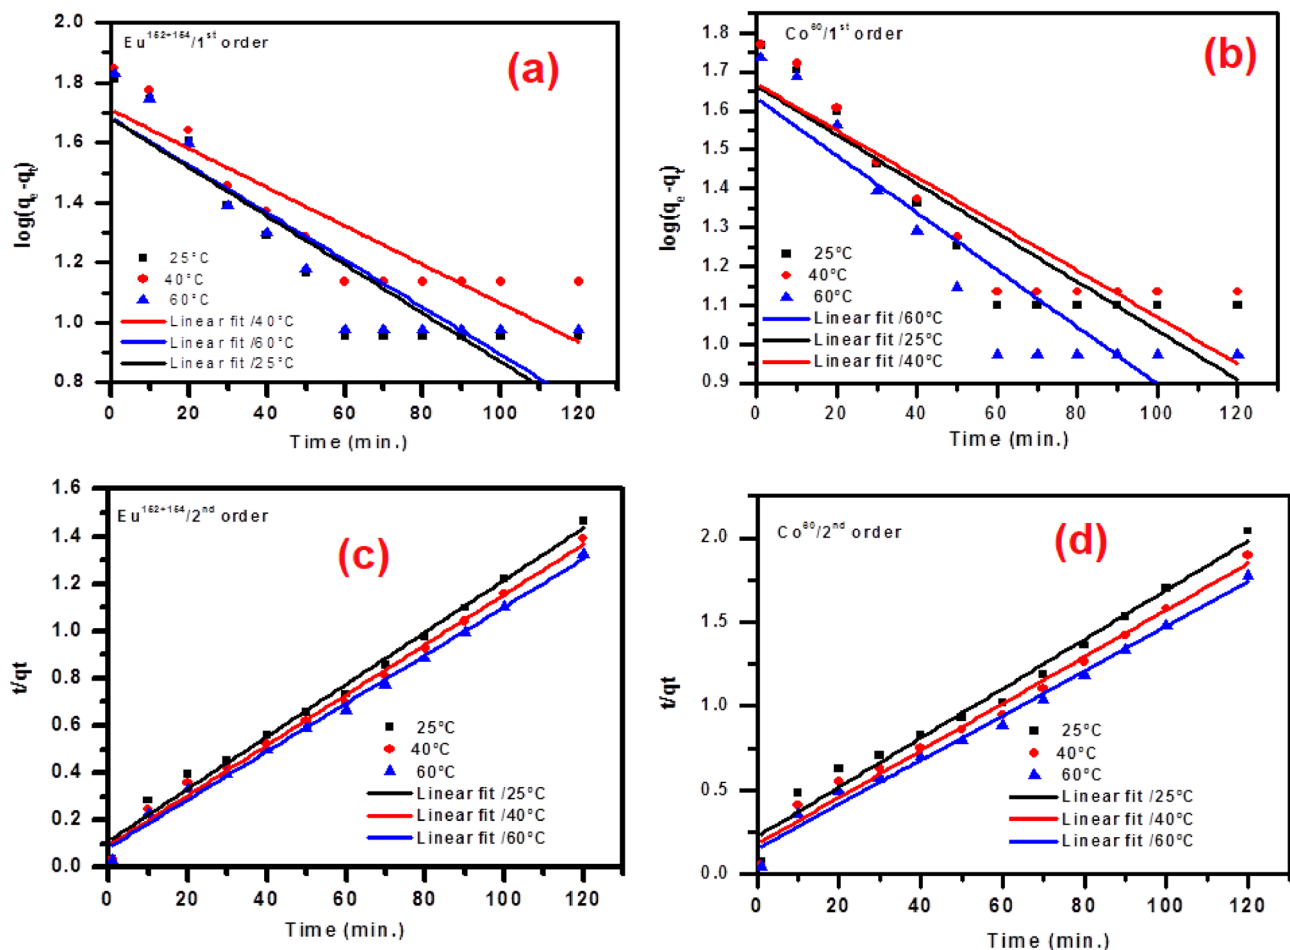 Eu¹⁵²⁺¹⁵⁴/1ˢᵗ order
(a)
2.0
1.8
1.6
1.4
1.2
1.0
0.8
log(qₑ-qₜ)
25°C
40°C
60°C
Linear fit /40°C
Linear fit /60°C
Linear fit /25°C
0 20 40 60 80 100 120
Time (min.)
Co⁶⁰/1ˢᵗ order
(b)
1.8
1.7
1.6
1.5
1.4
1.3
1.2
1.1
1.0
0.9
log(qₑ-qₜ)
25°C
40°C
60°C
Linear fit /60°C
Linear fit /25°C
Linear fit /40°C
0 20 40 60 80 100 120
Time (min.)
Eu¹⁵²⁺¹⁵⁴/2ⁿᵈ order
(c)
1.6
1.4
1.2
1.0
0.8
0.6
0.4
0.2
0.0
t/qt
25°C
40°C
60°C
Linear fit /25°C
Linear fit /40°C
Linear fit /60°C
0 20 40 60 80 100 120
Time (min.)
Co⁶⁰/2ⁿᵈ order
(d)
2.0
1.5
1.0
0.5
0.0
t/qt
25°C
40°C
60°C
Linear fit /25°C
Linear fit /40°C
Linear fit /60°C
0 20 40 60 80 100 120
Time (min.)